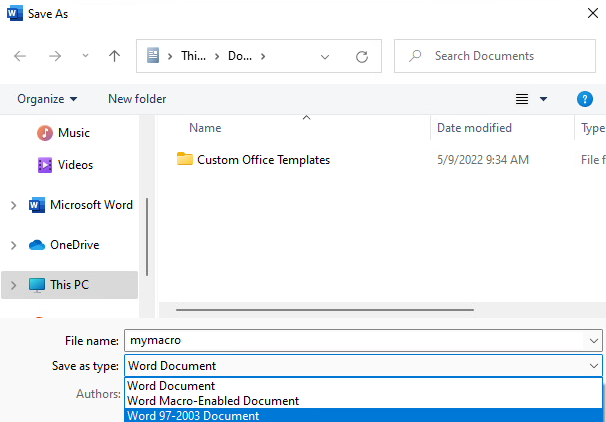 Save As
Thi... Do...
Search Documents
Organize New folder
Name Date modified Type
Music
Custom Office Templates 5/9/2022 9:34 AM File f
Videos
Microsoft Word
OneDrive
This PC
File name: mymacro
Save as type: Word Document
Authors:
Word Document
Word Macro-Enabled Document
Word 97-2003 Document